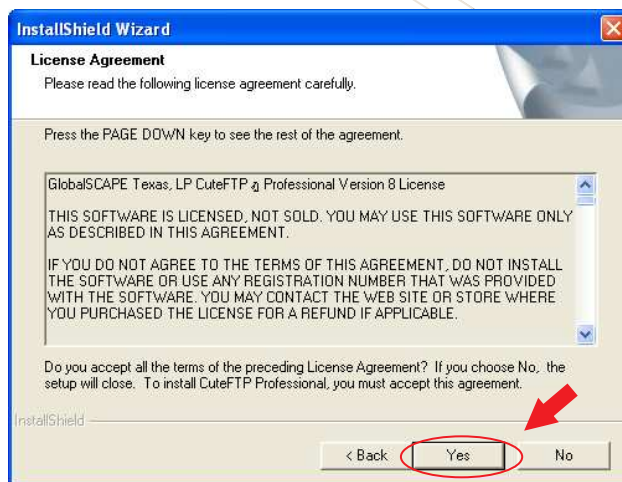 InstallShield Wizard
License Agreement
Please read the following license agreement carefully.
Press the PAGE DOWN key to see the rest of the agreement.
GlobalSCAPE Texas, LP CuteFTP า Professional Version 8 License
THIS SOFTWARE IS LICENSED, NOT SOLD. YOU MAY USE THIS SOFTWARE ONLY
AS DESCRIBED IN THIS AGREEMENT.
IF YOU DO NOT AGREE TO THE TERMS OF THIS AGREEMENT, DO NOT INSTALL
THE SOFTWARE OR USE ANY REGISTRATION NUMBER THAT WAS PROVIDED
WITH THE SOFTWARE. YOU MAY CONTACT THE WEB SITE OR STORE WHERE
YOU PURCHASED THE LICENSE FOR A REFUND IF APPLICABLE.
Do you accept all the terms of the preceding License Agreement? If you choose No, the
setup will close. To install CuteFTP Professional, you must accept this agreement.
InstallShield
< Back Yes No